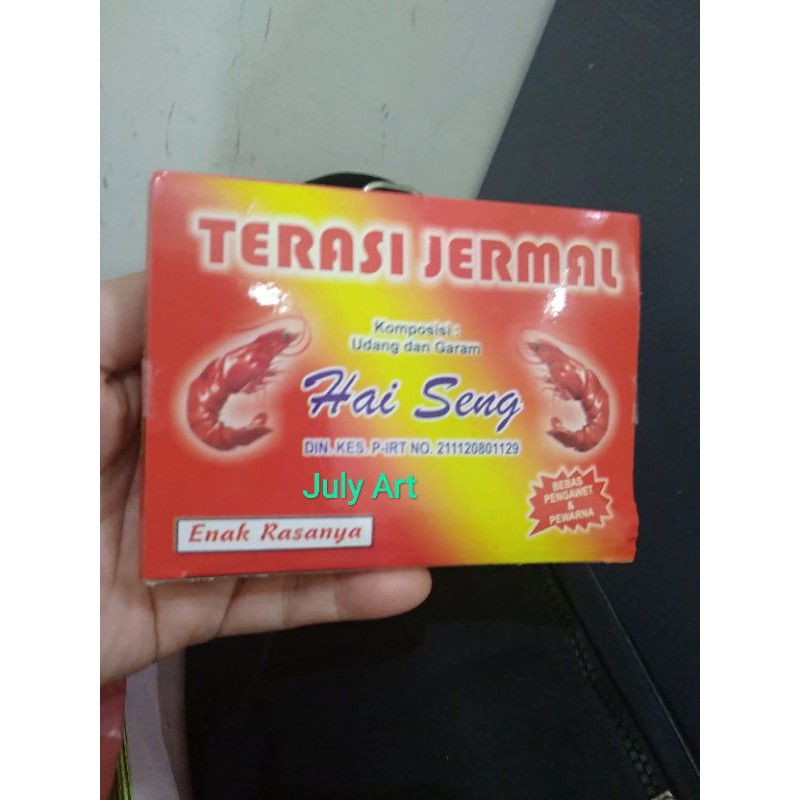 TERASI JERMAL
Komposisi :
Udang dan Garam
Hai Seng
DIN. KES. P-IRT NO. 211120801129
July Art
BEBAS
PENGAWET
&
PEWARNA
Enak Rasanya